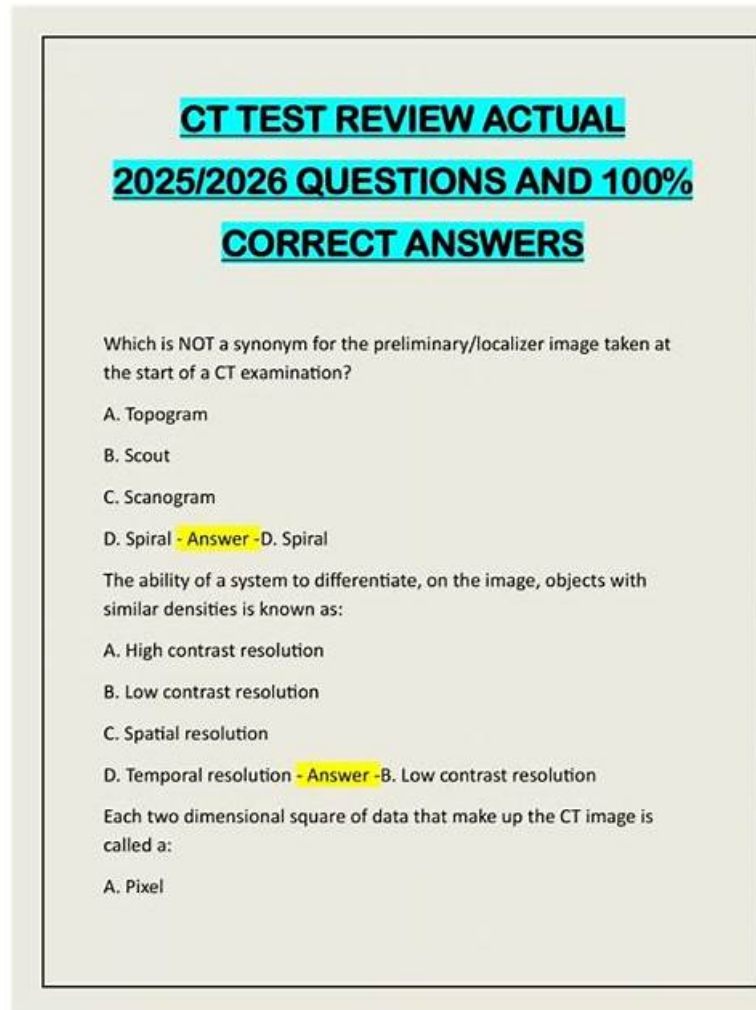 CT TEST REVIEW ACTUAL
2025/2026 QUESTIONS AND 100%
CORRECT ANSWERS
Which is NOT a synonym for the preliminary/localizer image taken at
the start of a CT examination?
A. Topogram
B. Scout
C. Scanogram
D. Spiral - Answer -D. Spiral
The ability of a system to differentiate, on the image, objects with
similar densities is known as:
A. High contrast resolution
B. Low contrast resolution
C. Spatial resolution
D. Temporal resolution - Answer -B. Low contrast resolution
Each two dimensional square of data that make up the CT image is
called a:
A. Pixel